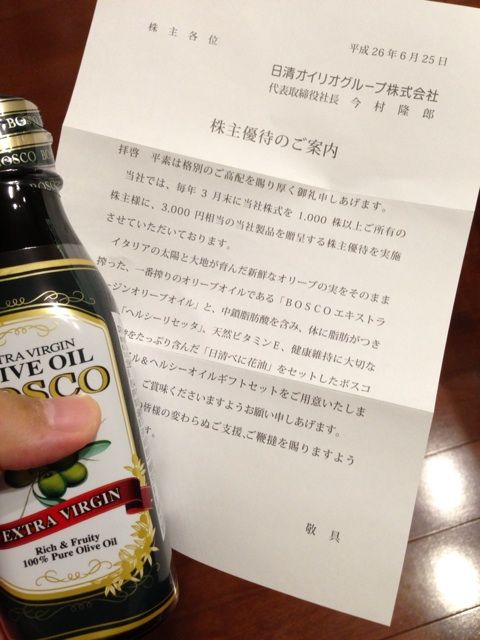 株主各位
平成26年6月25日
日清オイリオグループ株式会社
代表取締役社長 今村隆郎
株主優待のご案内
拝啓 平素は格別のご高配を賜り厚く御礼申しあげます。
当社では、毎年3月末に当社株式を1,000株以上ご所有の
株主様に、3,000円相当の当社製品を贈呈する株主優待を実施
させていただいております。
イタリアの太陽と大地が育んだ新鮮なオリーブの実をそのまま
搾った、一番搾りのオリーブオイルである「BOSCOエキストラ
ージンオリーブオイル」と、中鎖脂肪酸を含み、体に脂肪がつき
「ヘルシーリセッタ」、天然ビタミンE、健康維持に大切な
をたっぷり含んだ「日清べに花油」をセットしたボスコ
ル&ヘルシーオイルギフトセットをご用意いたしま
ご賞味くださいますようお願い申しあげます。
皆様の変わらぬご支援、ご鞭撻を賜りますよう
す。
敬具
BOSCO
TRA VIRGIN
IVE OIL
OSCO
EXTRA VIRGIN
Rich & Fruity
100% Pure Olive Oil